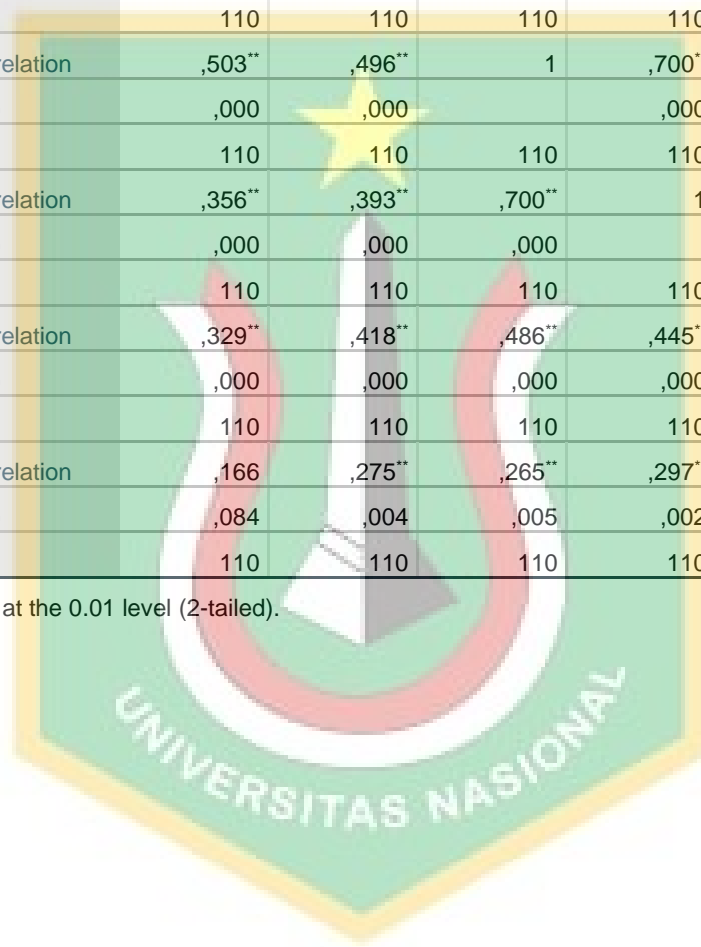 110 110 110 110
relation ,503** ,496** 1 ,700*
,000 ,000 ,000
110 110 110 110
relation ,356** ,393** ,700** 1
,000 ,000 ,000
110 110 110 110
relation ,329** ,418** ,486** ,445*
,000 ,000 ,000 ,000
110 110 110 110
relation ,166 ,275** ,265** ,297*
,084 ,004 ,005 ,002
110 110 110 110
at the 0.01 level (2-tailed).
UNIVERSITAS NASIONAL